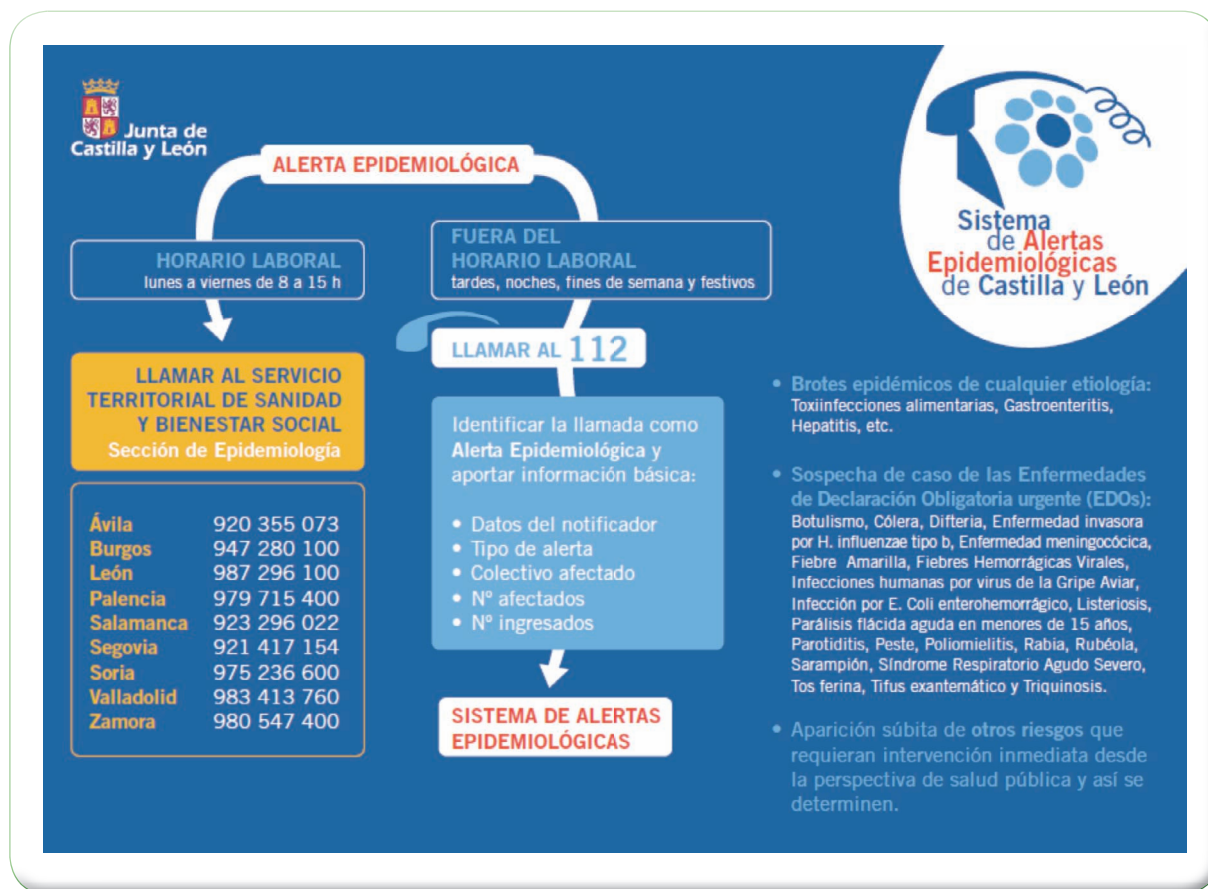 Junta de
Castilla y León
ALERTA EPIDEMIOLÓGICA
HORARIO LABORAL
lunes a viernes de 8 a 15 h
LLAMAR AL SERVICIO
TERRITORIAL DE SANIDAD
Y BIENESTAR SOCIAL
Sección de Epidemiología
Ávila 920 355 073
Burgos 947 280 100
León 987 296 100
Palencia 979 715 400
Salamanca 923 296 022
Segovia 921 417 154
Soria 975 236 600
Valladolid 983 413 760
Zamora 980 547 400
FUERA DEL
HORARIO LABORAL
tardes, noches, fines de semana y festivos
LLAMAR AL 112
Identificar la llamada como
Alerta Epidemiológica y
aportar información básica:
• Datos del notificador
• Tipo de alerta
• Colectivo afectado
• Nº afectados
• Nº ingresados
SISTEMA DE ALERTAS
EPIDEMIOLÓGICAS
Sistema
de Alertas
Epidemiológicas
de Castilla y León
• Brotes epidémicos de cualquier etiología:
Toxiinfecciones alimentarias, Gastroenteritis,
Hepatitis, etc.
• Sospecha de caso de las Enfermedades
de Declaración Obligatoria urgente (EDOs):
Botulismo, Cólera, Difteria, Enfermedad invasora
por H. influenzae tipo b, Enfermedad meningocócica,
Fiebre Amarilla, Fiebres Hemorrágicas Virales,
Infecciones humanas por virus de la Gripe Aviar,
Infección por E. Coli enterohemorrágico, Listeriosis,
Parálisis flácida aguda en menores de 15 años,
Parotiditis, Peste, Poliomielitis, Rabia, Rubéola,
Sarampión, Síndrome Respiratorio Agudo Severo,
Tos ferina, Tifus exantemático y Triquinosis.
• Aparición súbita de otros riesgos que
requieran intervención inmediata desde
la perspectiva de salud pública y así se
determinen.